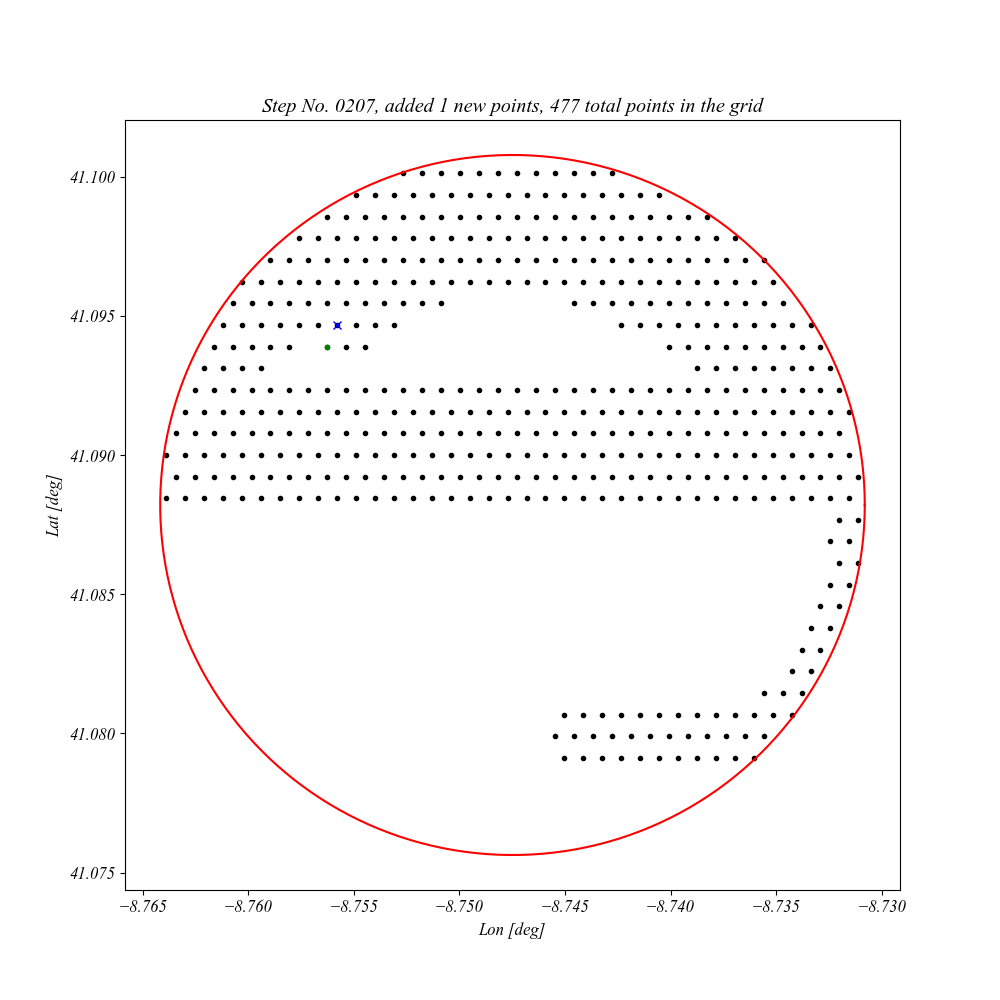 Step No. 0207, added 1 new points, 477 total points in the grid
41.100
41.095
41.090
41.085
41.080
41.075
Lat [deg]
−8.765 −8.760 −8.755 −8.750 −8.745 −8.740 −8.735 −8.730
Lon [deg]